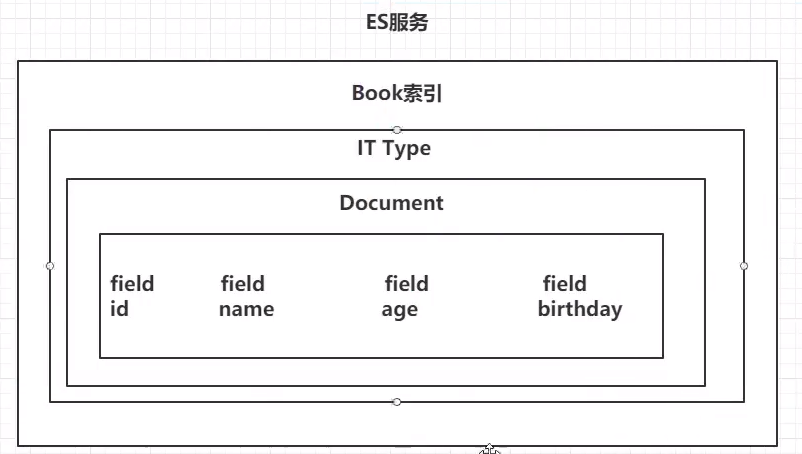 ES服务
Book索引
IT Type
Document
field field field field
id name age birthday